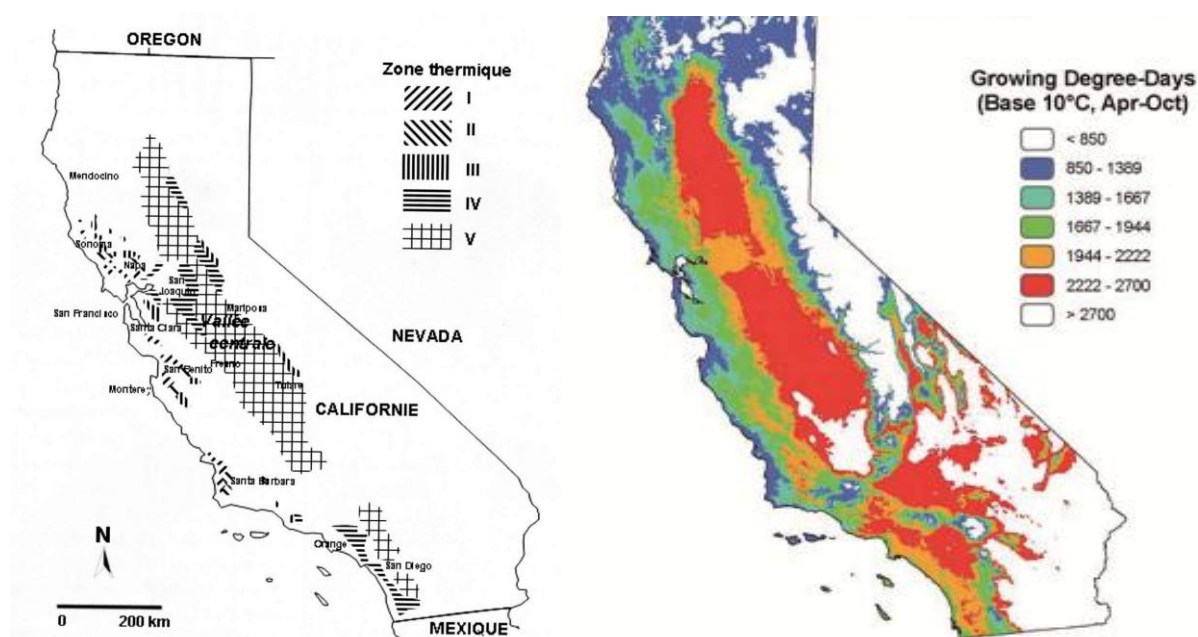 OREGON
Zone thermique
I
II
III
IV
V
Mendocino
Sonoma
Napa
San
Joaquin
Mariposa
San Francisco
Santa Clara
Vallée
centrale
NEVADA
San Benito
Fresno
Tulare
Monterey
CALIFORNIE
Santa Barbara
Orange
San Diego
N
0 200 km
MEXIQUE
Growing Degree-Days
(Base 10°C, Apr-Oct)
< 850
850 - 1389
1389 - 1667
1667 - 1944
1944 - 2222
2222 - 2700
> 2700